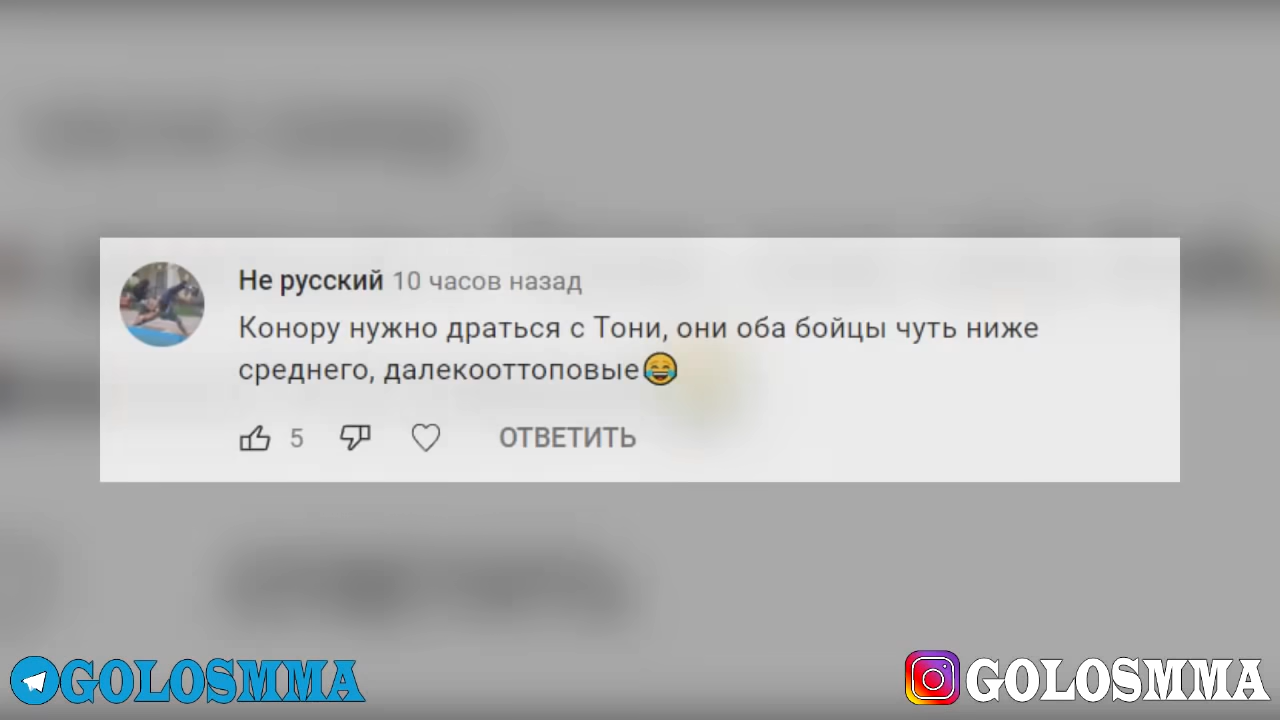 Не русский 10 часов назад
Конору нужно драться с Тони, они оба бойцы чуть ниже
среднего, далекооттоповые😂
5 ОТВЕТИТЬ
GOLOSMMA GOLOSMMA